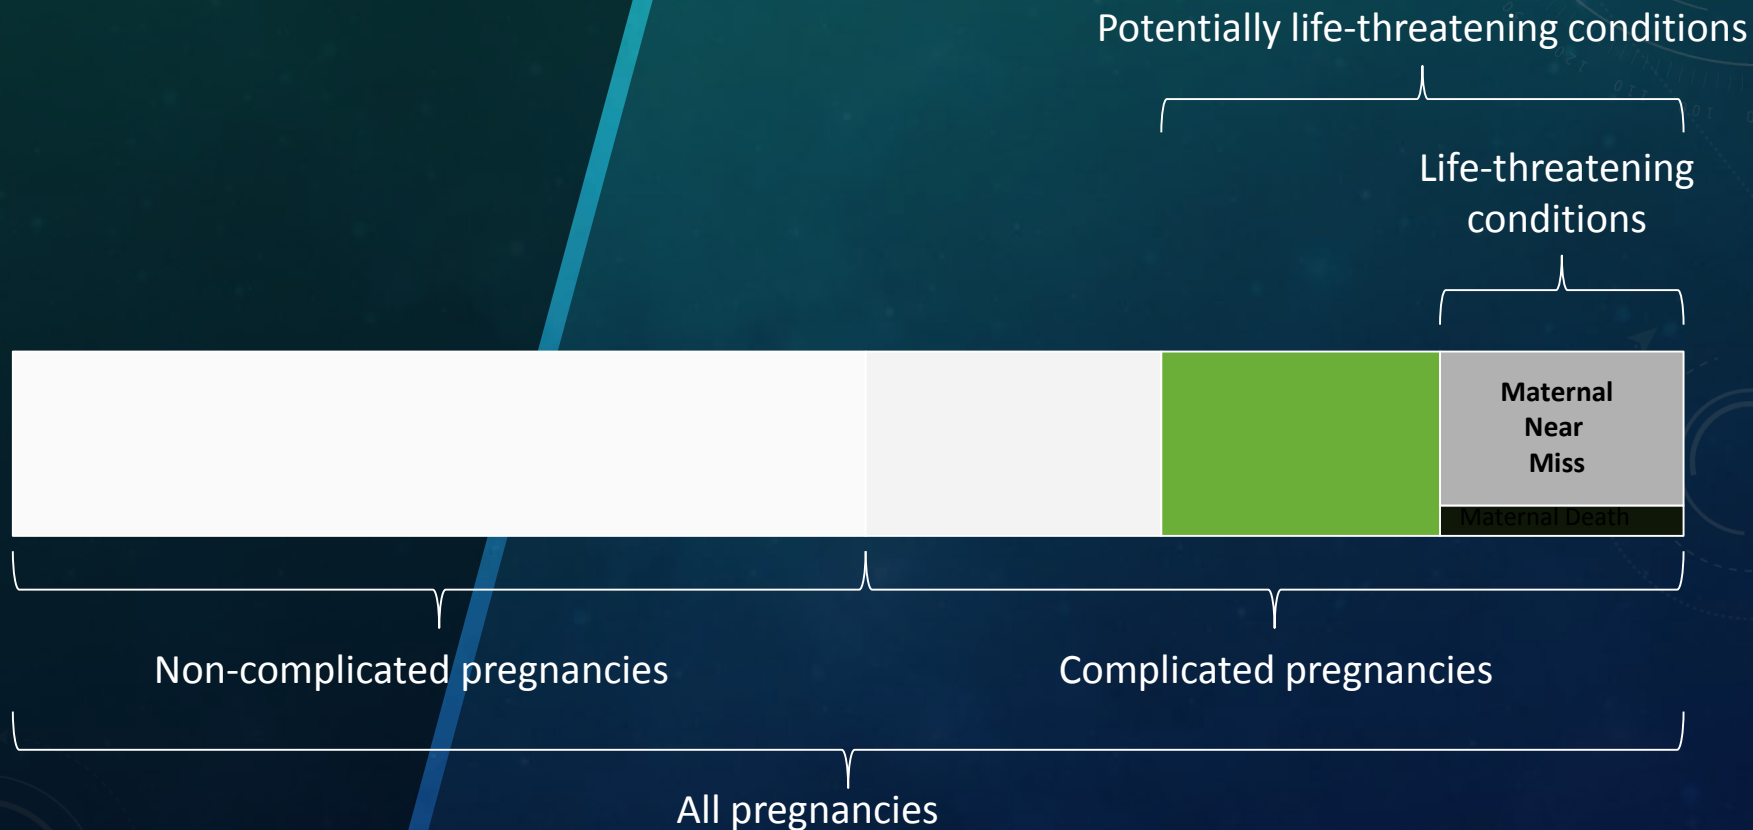 Potentially life-threatening conditions
Life-threatening
conditions
Maternal
Near
Miss
Maternal Death
Non-complicated pregnancies
Complicated pregnancies
All pregnancies